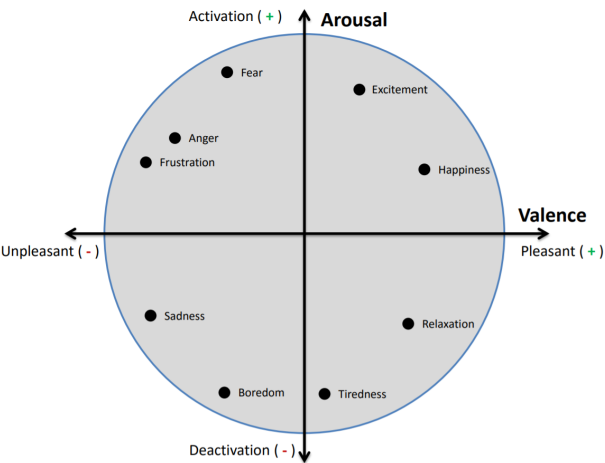 Activation ( + )
Arousal
Fear
Excitement
Anger
Frustration
Happiness
Valence
Unpleasant ( - )
Pleasant ( + )
Sadness
Relaxation
Boredom
Tiredness
Deactivation ( - )